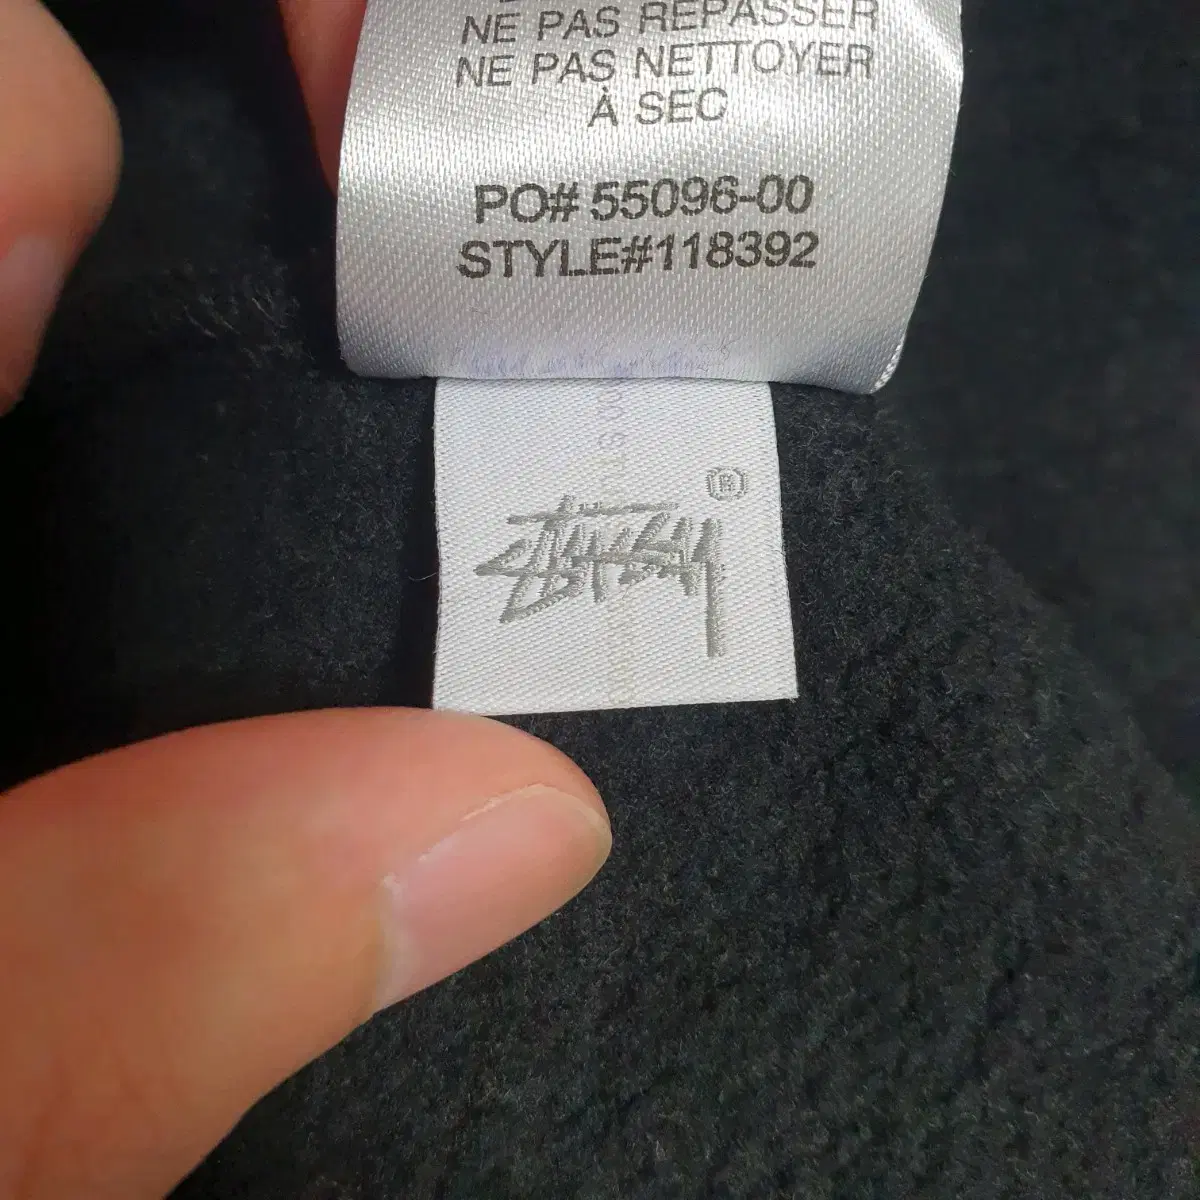 NE PAS REPASSER
NE PAS NETTOYER
À SEC
PO# 55096-00
STYLE#118392
®
STÜSSY